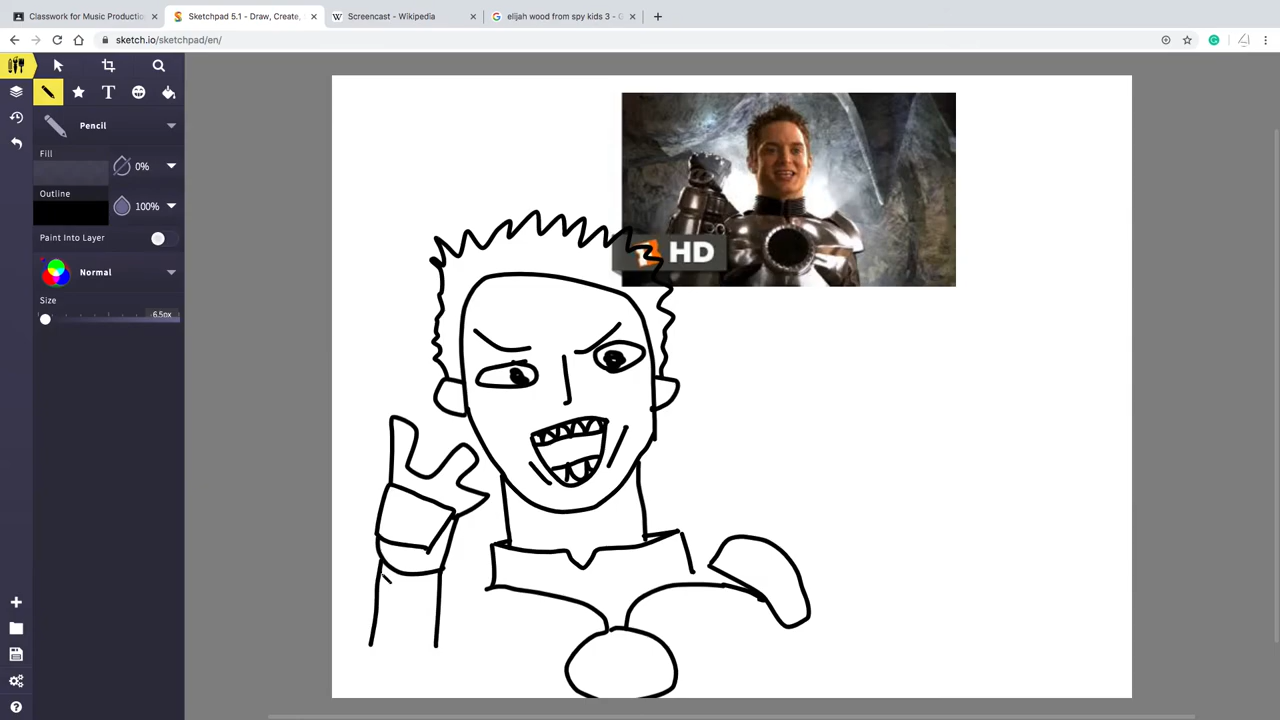 Classwork for Music Productio
Sketchpad 5.1 - Draw, Create,
Screencast - Wikipedia
elijah wood from spy kids 3 -
sketch.io/sketchpad/en/
T
Pencil
Fill
0%
Outline
100%
Paint Into Layer
Normal
Size
6.5px
HD